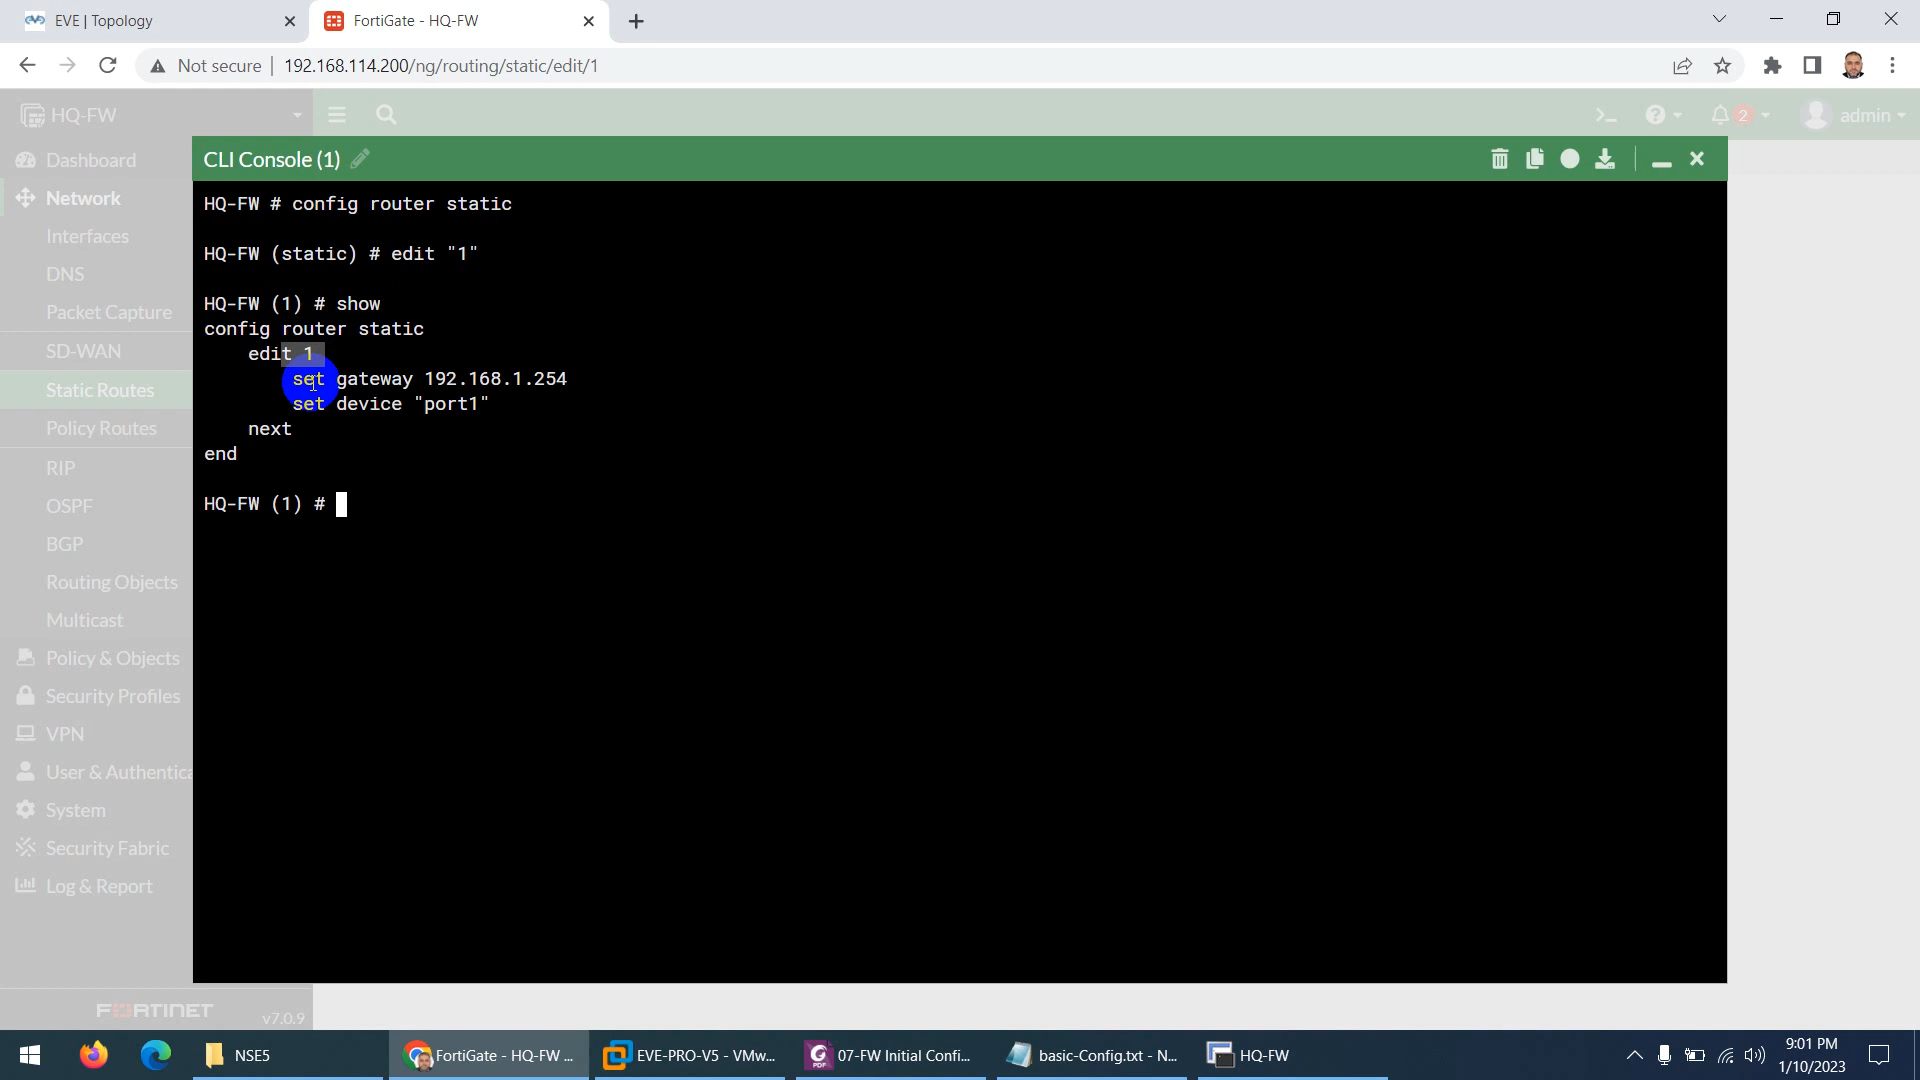 EVE | Topology
FortiGate - HQ-FW
Not secure
192.168.114.200/ng/routing/static/edit/1
HQ-FW
2
admin
Dashboard
Network
Interfaces
DNS
Packet Capture
SD-WAN
Static Routes
Policy Routes
RIP
OSPF
BGP
Routing Objects
Multicast
Policy & Objects
Security Profiles
VPN
User & Authentica
System
Security Fabric
Log & Report
FORTINET
v7.0.9
CLI Console (1)
HQ-FW # config router static
HQ-FW (static) # edit "1"
HQ-FW (1) # show
config router static
edit 1
set gateway 192.168.1.254
set device "port1"
next
end
HQ-FW (1) #
NSE5
FortiGate - HQ-FW ...
EVE-PRO-V5 - VMw...
PDF
07-FW Initial Confi...
basic-Config.txt - N...
HQ-FW
9:01 PM
1/10/2023